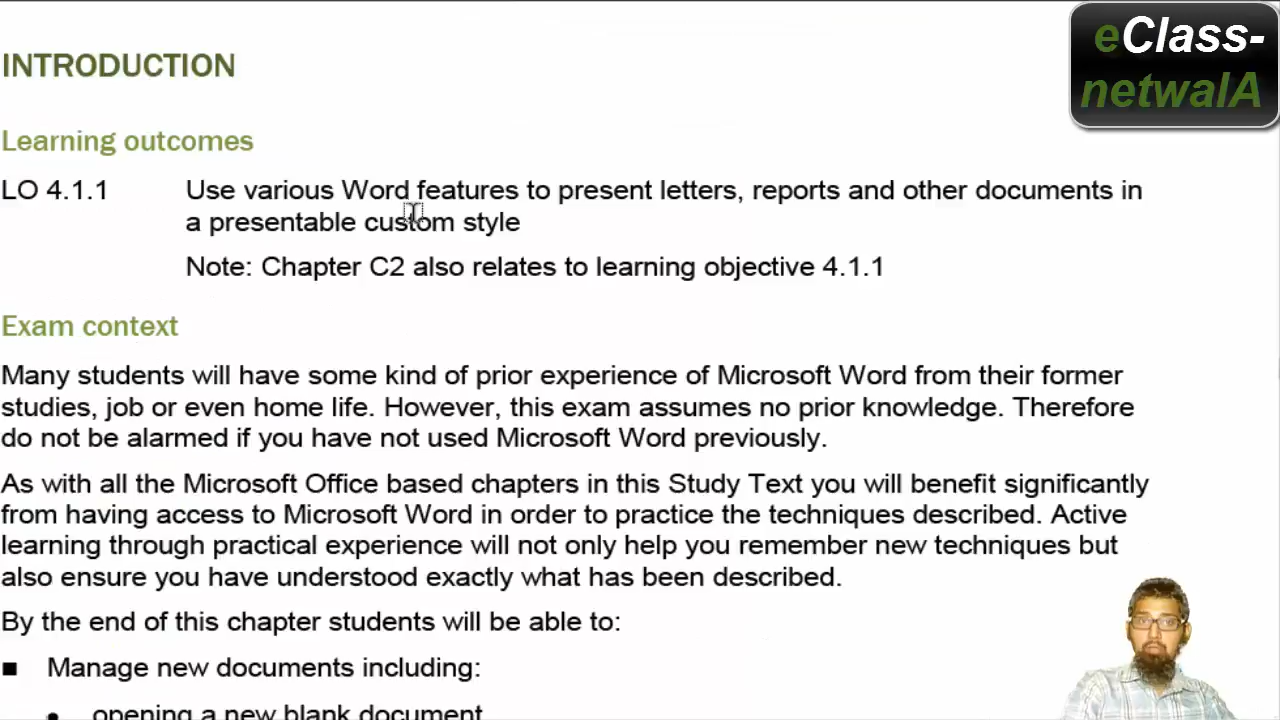 eClass-
netwalA
INTRODUCTION
Learning outcomes
LO 4.1.1 Use various Word features to present letters, reports and other documents in
a presentable custom style
Note: Chapter C2 also relates to learning objective 4.1.1
Exam context
Many students will have some kind of prior experience of Microsoft Word from their former
studies, job or even home life. However, this exam assumes no prior knowledge. Therefore
do not be alarmed if you have not used Microsoft Word previously.
As with all the Microsoft Office based chapters in this Study Text you will benefit significantly
from having access to Microsoft Word in order to practice the techniques described. Active
learning through practical experience will not only help you remember new techniques but
also ensure you have understood exactly what has been described.
By the end of this chapter students will be able to:
■ Manage new documents including:
• opening a new blank document